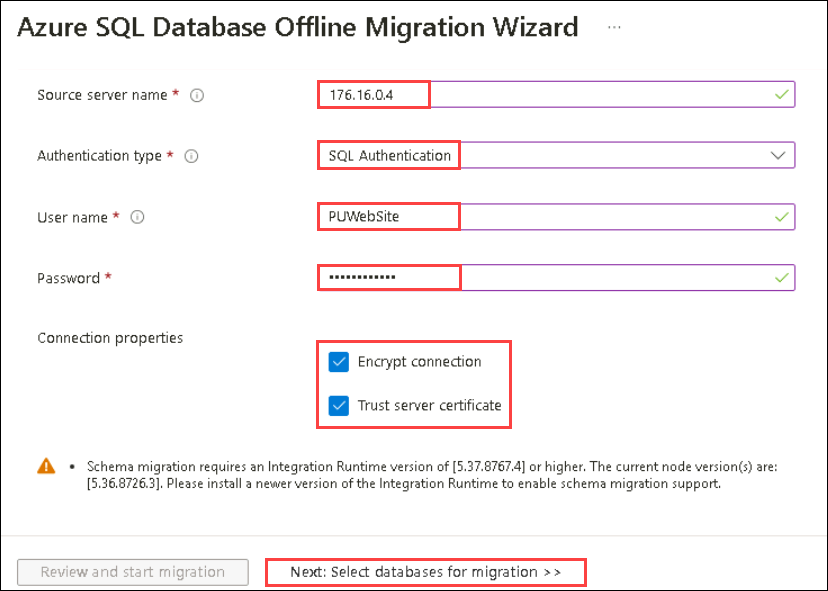 Azure SQL Database Offline Migration Wizard ...
Source server name *
176.16.0.4
Authentication type *
SQL Authentication
User name *
PUWebSite
Password *
••••••••••••
Connection properties
Encrypt connection
Trust server certificate
• Schema migration requires an Integration Runtime version of [5.37.8767.4] or higher. The current node version(s) are:
[5.36.8726.3]. Please install a newer version of the Integration Runtime to enable schema migration support.
Review and start migration
Next: Select databases for migration >>